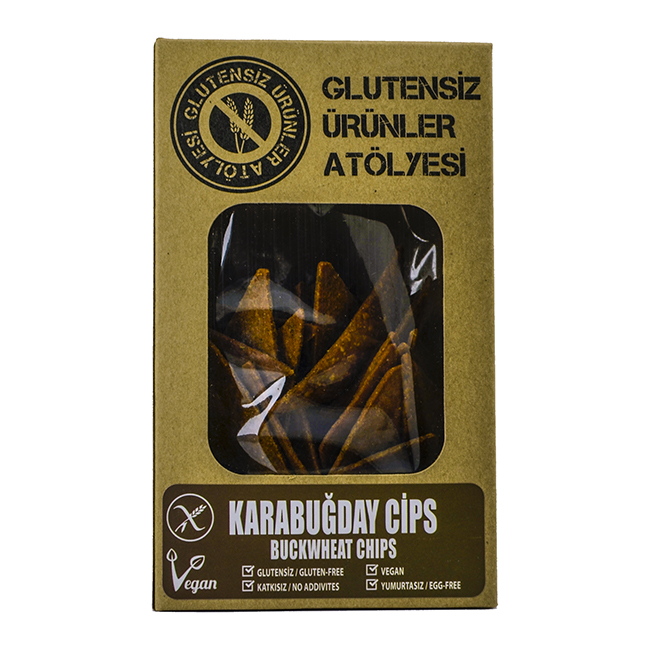 GLUTENSİZ ÜRÜNLER ATÖLYESİ
GLUTENSİZ
ÜRÜNLER
ATÖLYESİ
KARABUĞDAY CİPS
BUCKWHEAT CHIPS
GLUTENSİZ / GLUTEN-FREE
VEGAN
KATKISIZ / NO ADDIVITES
YUMURTASIZ / EGG-FREE
Vegan